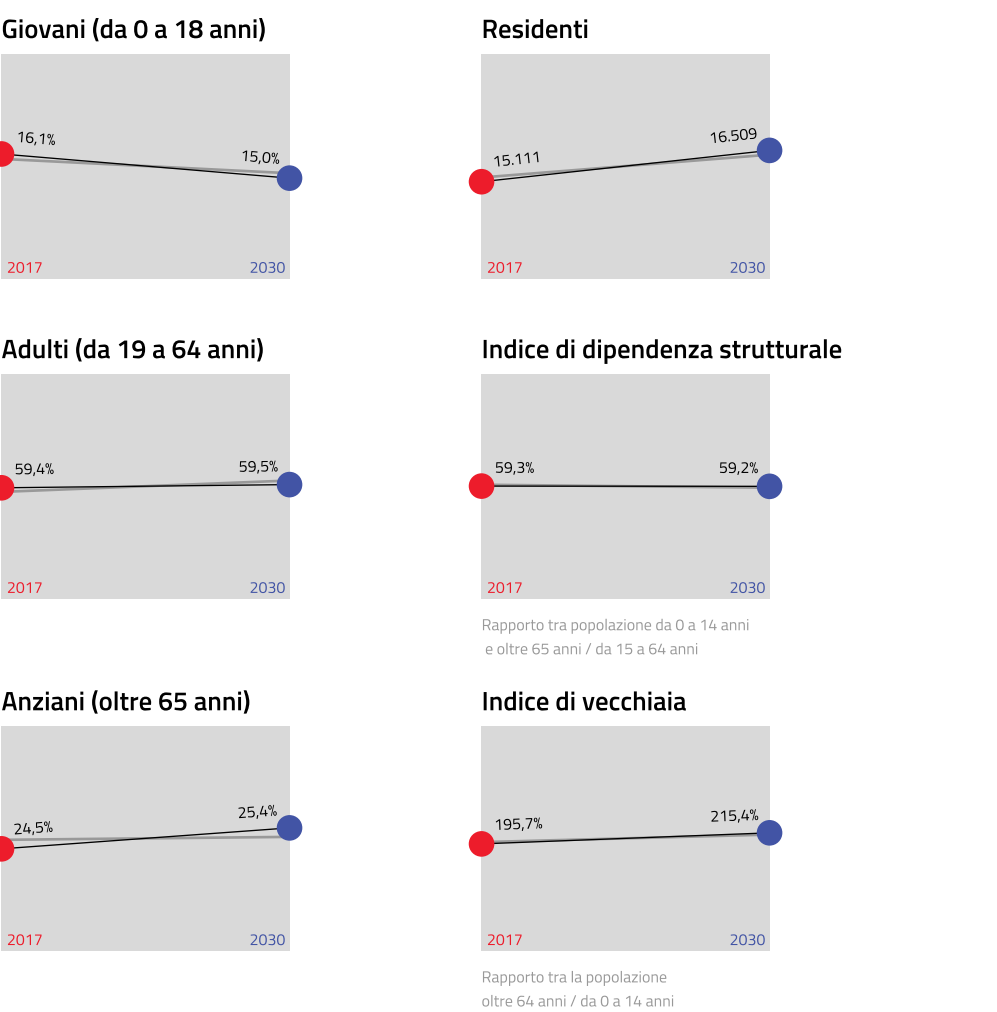 Giovani (da 0 a 18 anni)
16,1%
15,0%
2017
2030
Residenti
15.111
16.509
2017
2030
Adulti (da 19 a 64 anni)
59,4%
59,5%
2017
2030
Indice di dipendenza strutturale
59,3%
59,2%
2017
2030
Rapporto tra popolazione da 0 a 14 anni
e oltre 65 anni / da 15 a 64 anni
Anziani (oltre 65 anni)
24,5%
25,4%
2017
2030
Indice di vecchiaia
195,7%
215,4%
2017
2030
Rapporto tra la popolazione
oltre 64 anni / da 0 a 14 anni